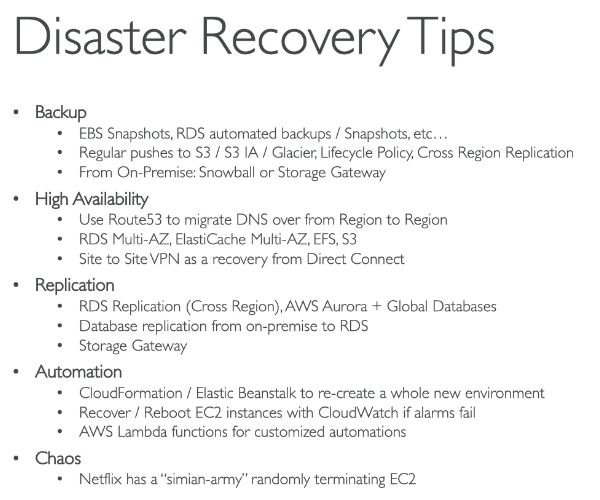 Disaster Recovery Tips
• Backup
• EBS Snapshots, RDS automated backups / Snapshots, etc…
• Regular pushes to S3 / S3 IA / Glacier, Lifecycle Policy, Cross Region Replication
• From On-Premise: Snowball or Storage Gateway
• High Availability
• Use Route53 to migrate DNS over from Region to Region
• RDS Multi-AZ, ElastiCache Multi-AZ, EFS, S3
• Site to Site VPN as a recovery from Direct Connect
• Replication
• RDS Replication (Cross Region), AWS Aurora + Global Databases
• Database replication from on-premise to RDS
• Storage Gateway
• Automation
• CloudFormation / Elastic Beanstalk to re-create a whole new environment
• Recover / Reboot EC2 instances with CloudWatch if alarms fail
• AWS Lambda functions for customized automations
• Chaos
• Netflix has a “simian-army” randomly terminating EC2